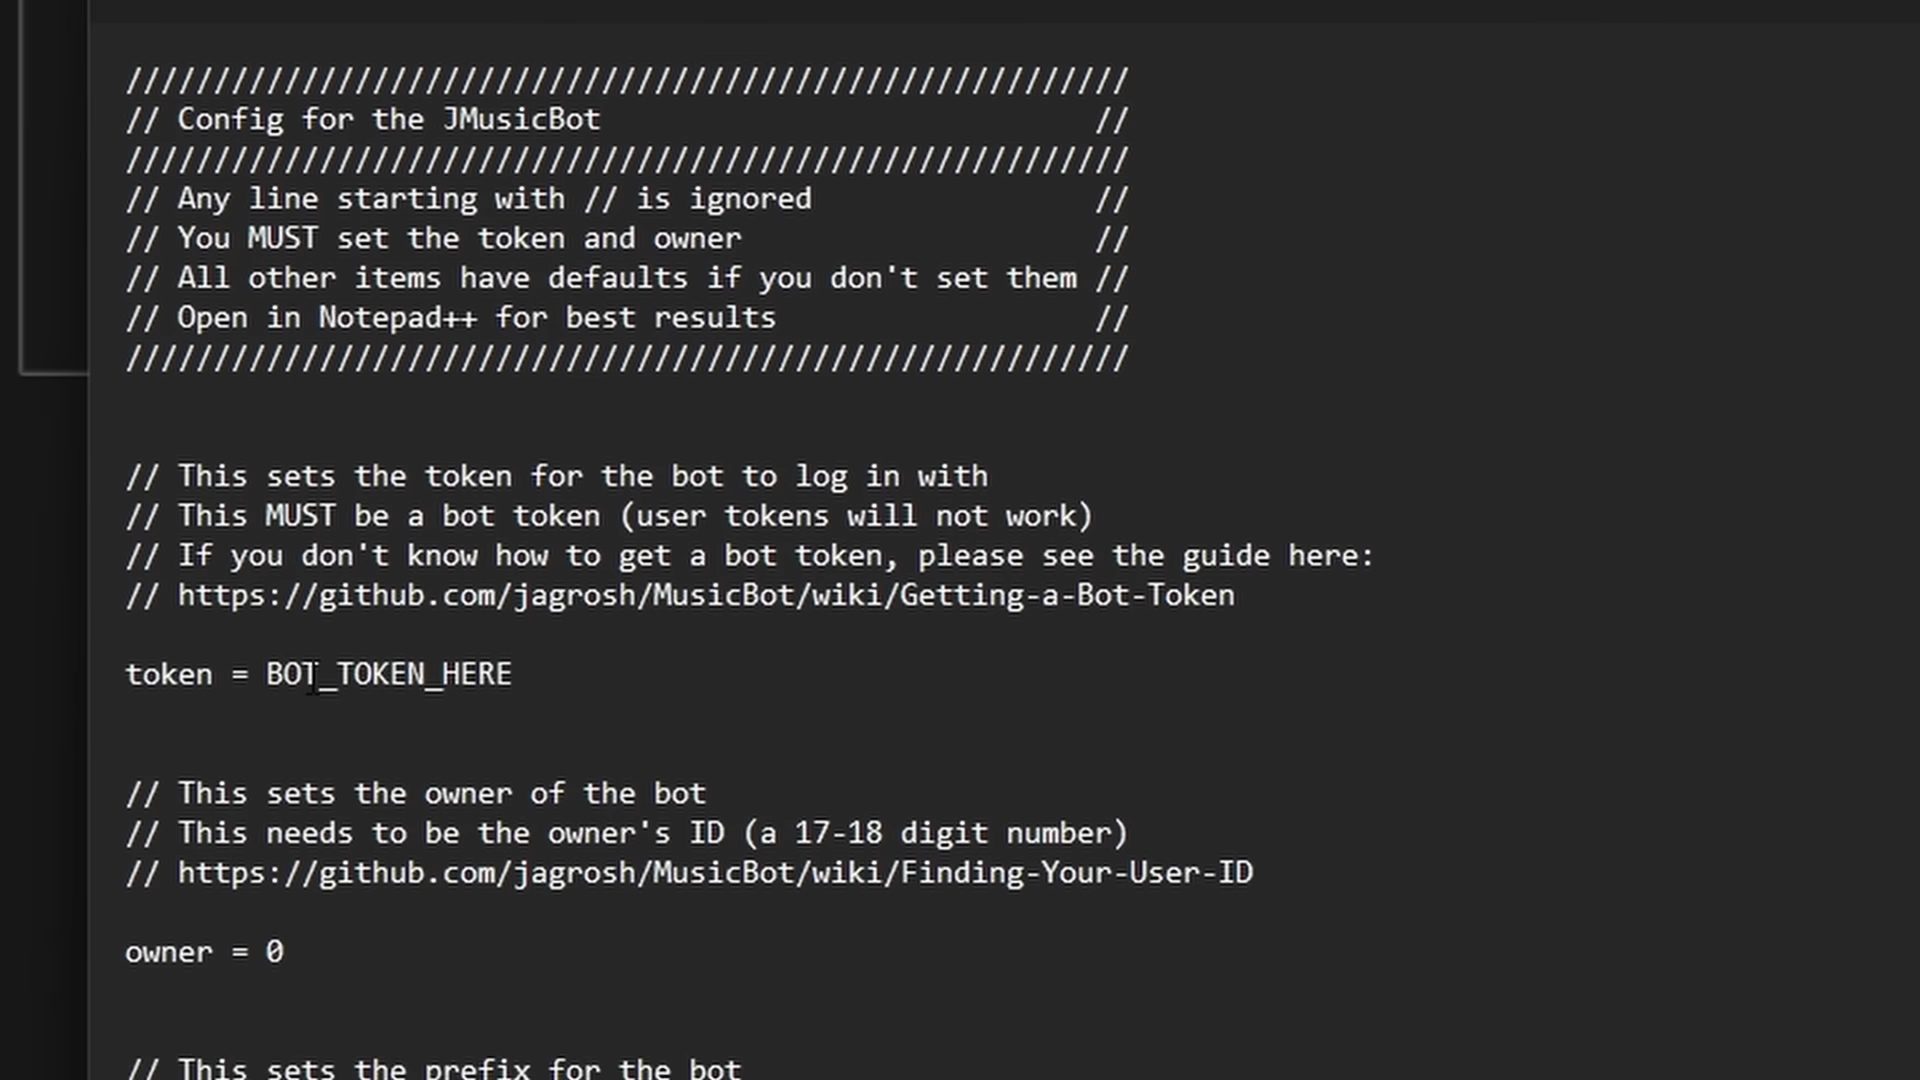 /////////////////////////////////////////////////////////
// Config for the JMusicBot                            //
/////////////////////////////////////////////////////////
// Any line starting with // is ignored                //
// You MUST set the token and owner                    //
// All other items have defaults if you don't set them //
// Open in Notepad++ for best results                  //
/////////////////////////////////////////////////////////
// This sets the token for the bot to log in with
// This MUST be a bot token (user tokens will not work)
// If you don't know how to get a bot token, please see the guide here:
// https://github.com/jagrosh/MusicBot/wiki/Getting-a-Bot-Token
token = BOT_TOKEN_HERE
// This sets the owner of the bot
// This needs to be the owner's ID (a 17-18 digit number)
// https://github.com/jagrosh/MusicBot/wiki/Finding-Your-User-ID
owner = 0
// This sets the prefix for the bot